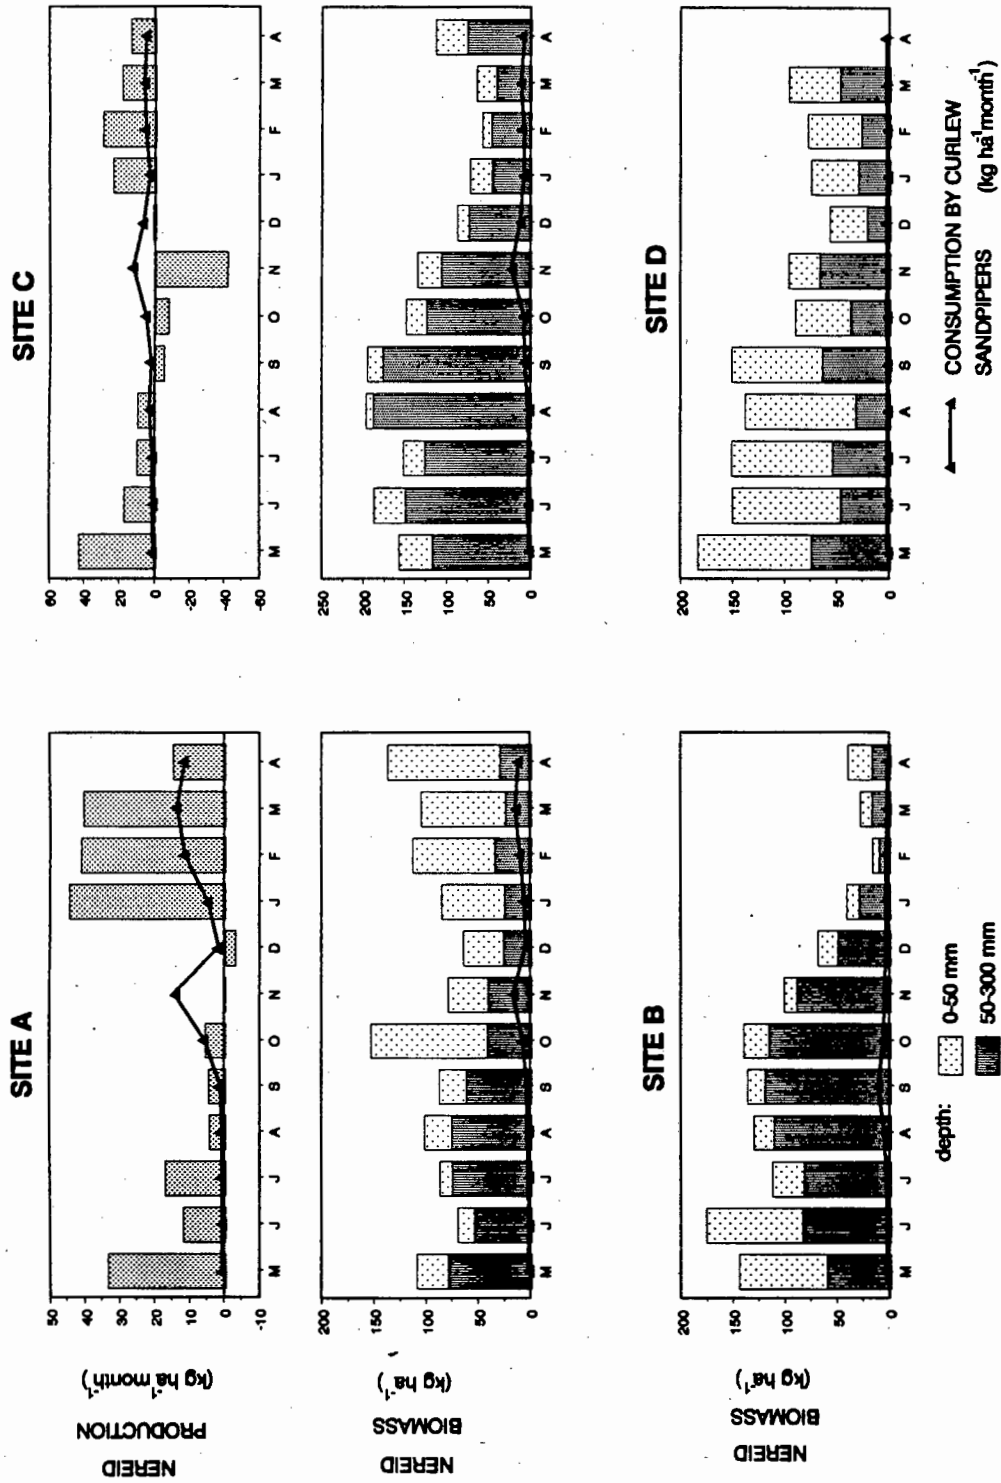 SITE A
NEREID
PRODUCTION
(kg ha⁻¹ month⁻¹)
50
40
30
20
10
0
-10
M J J A S O N D J F M A
SITE C
60
40
20
0
-20
-40
-60
M J J A S O N D J F M A
NEREID
BIOMASS
(kg ha⁻¹)
200
150
100
50
0
M J J A S O N D J F M A
250
200
150
100
50
0
M J J A S O N D J F M A
SITE B
NEREID
BIOMASS
(kg ha⁻¹)
200
150
100
50
0
M J J A S O N D J F M A
SITE D
200
150
100
50
0
M J J A S O N D J F M A
depth:
0-50 mm
50-300 mm
CONSUMPTION BY CURLEW
SANDPIPERS (kg ha⁻¹ month⁻¹)